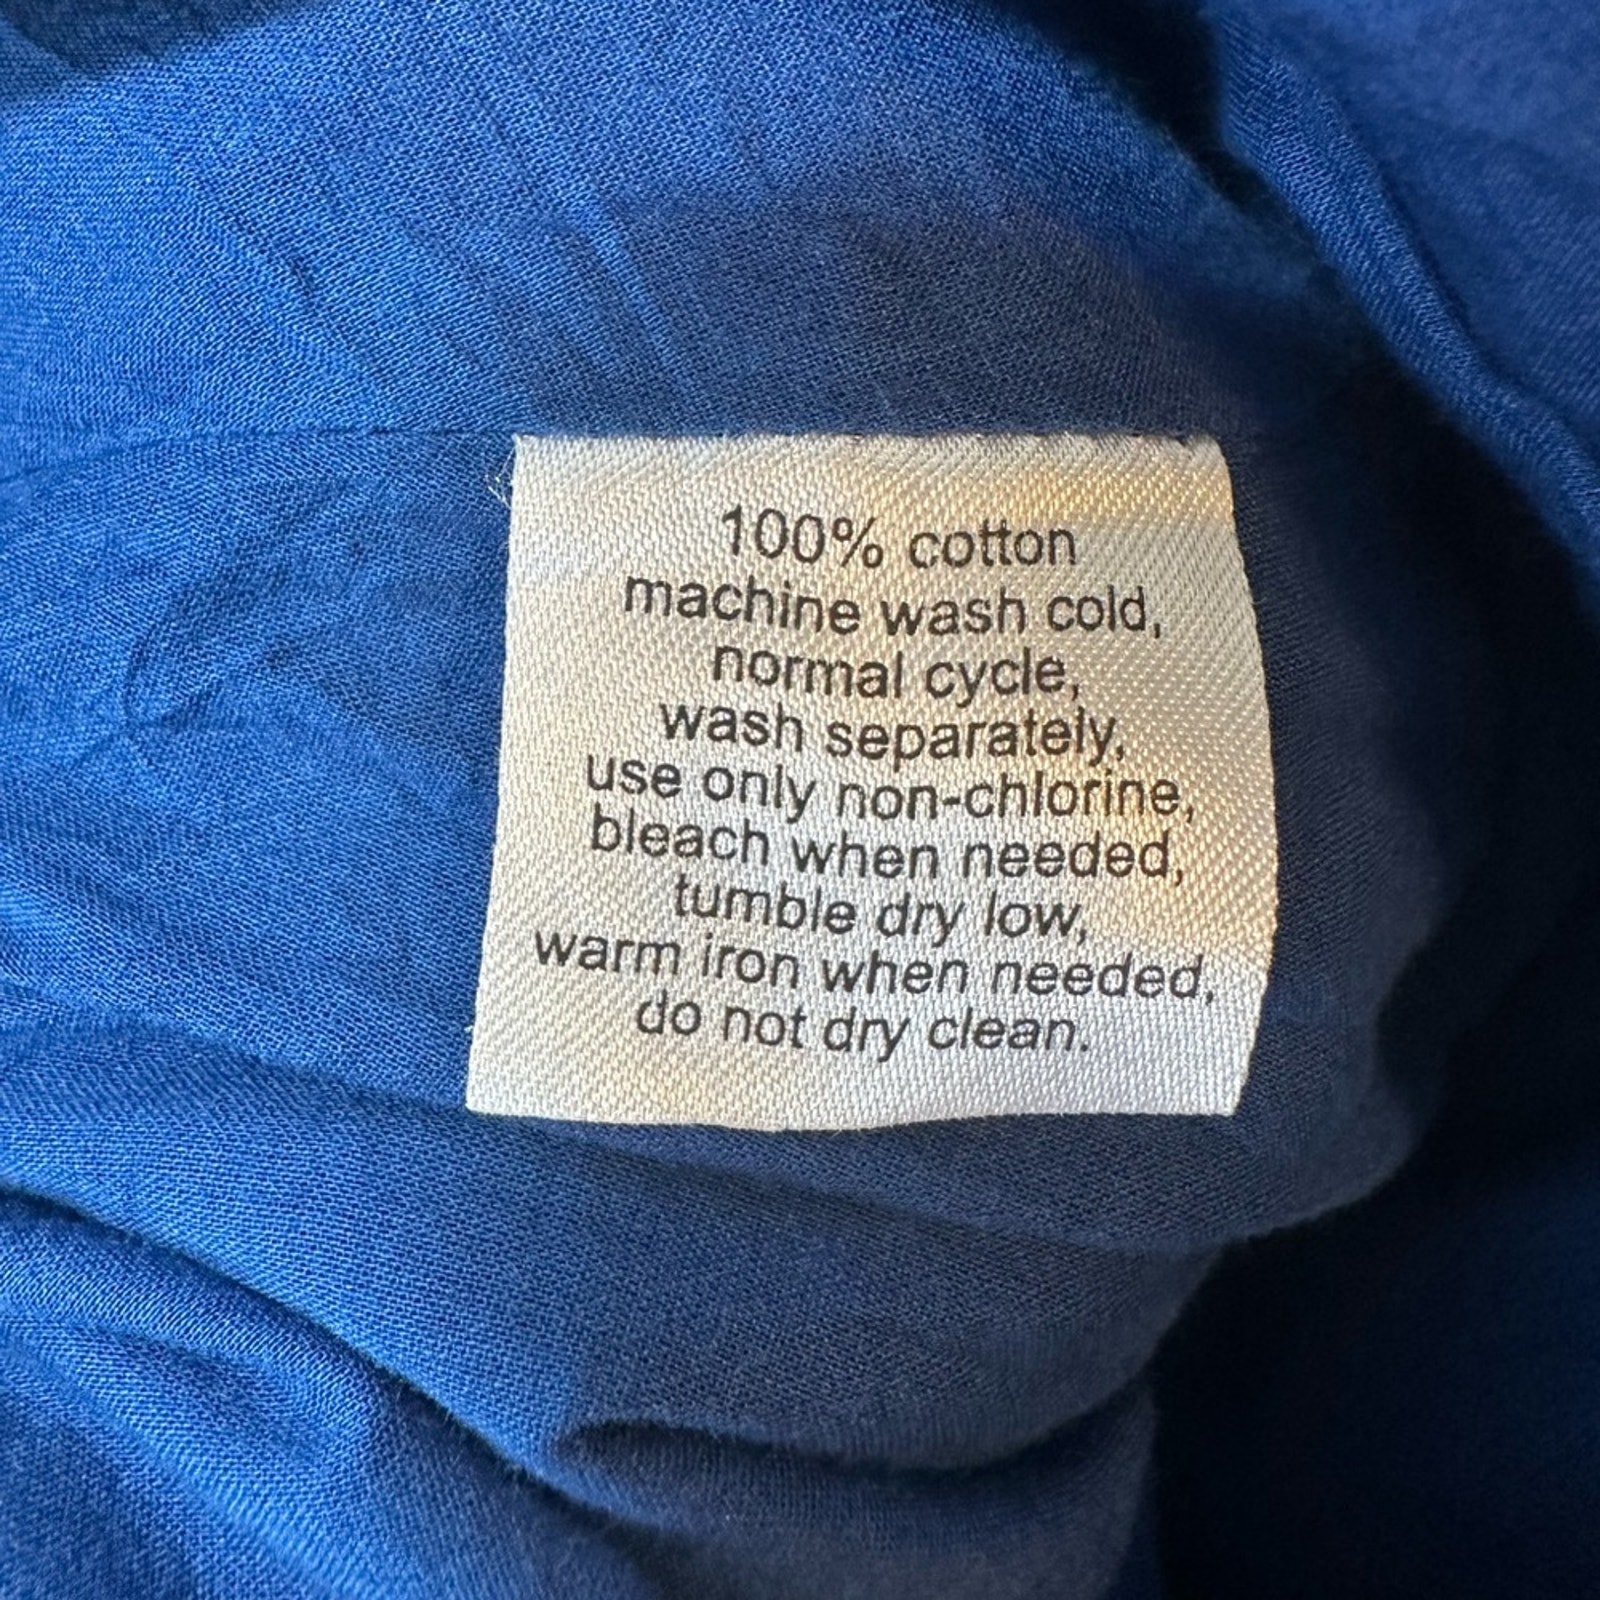 100% cotton
machine wash cold,
normal cycle,
wash separately,
use only non-chlorine,
bleach when needed,
tumble dry low,
warm iron when needed,
do not dry clean.